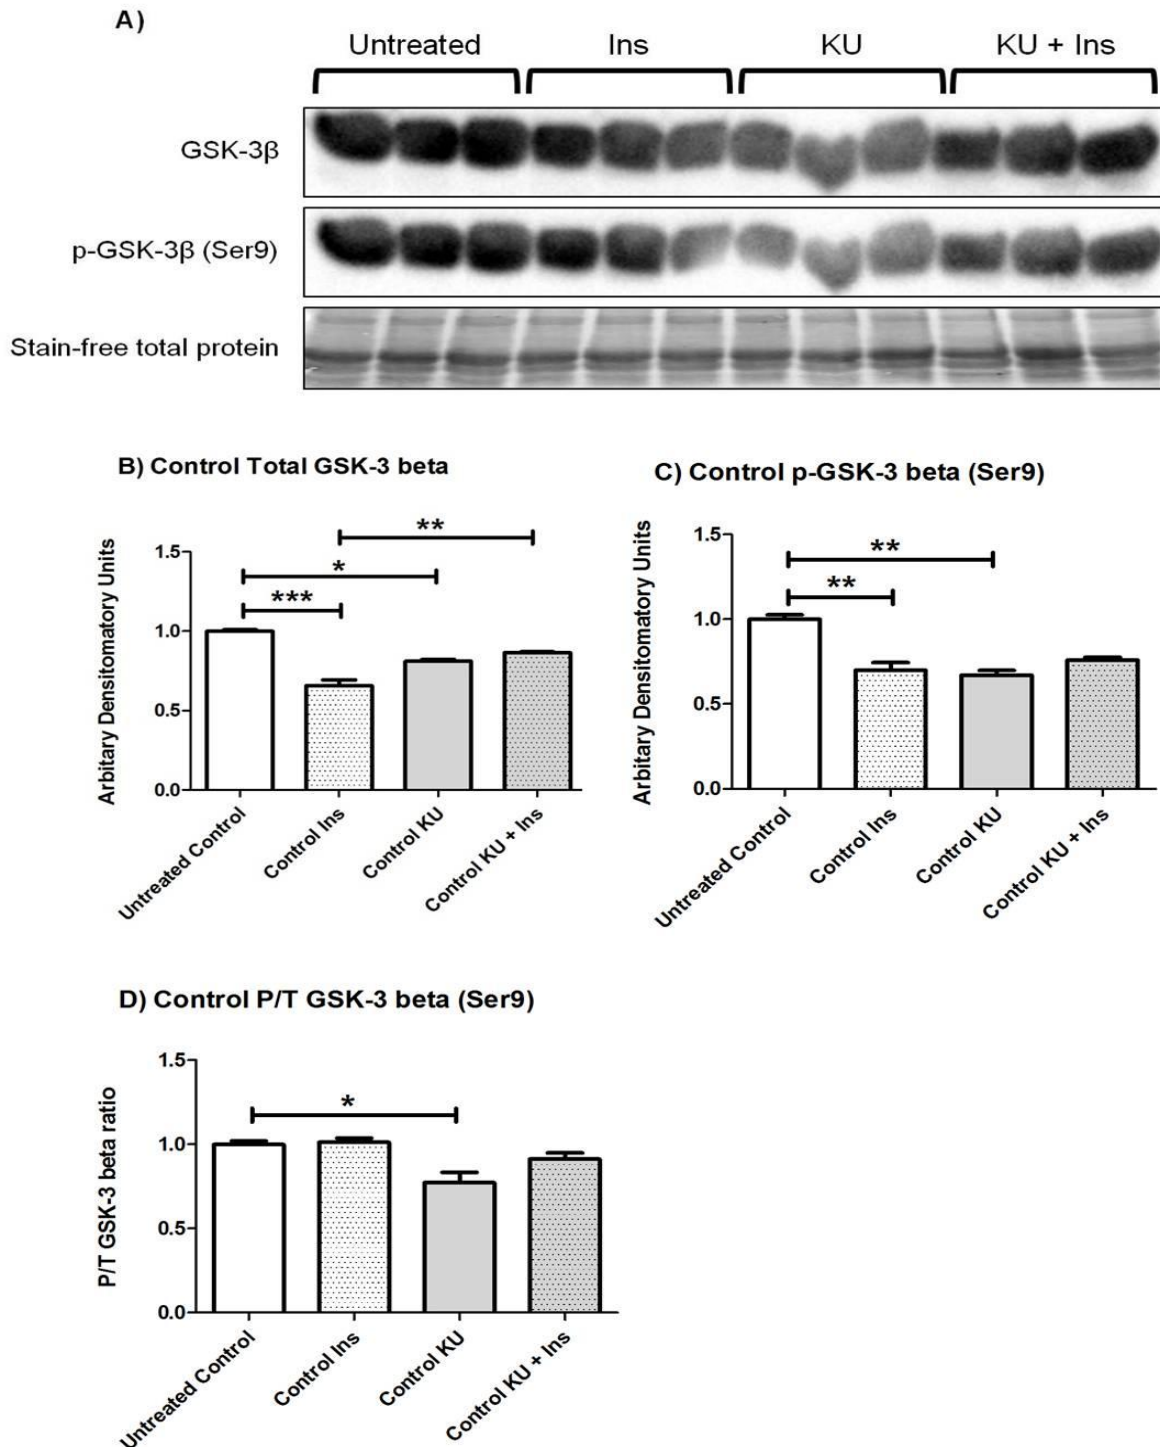 A)
Untreated Ins KU KU + Ins
GSK-3β
p-GSK-3β (Ser9)
Stain-free total protein
B) Control Total GSK-3 beta
Arbitary Densitomatory Units
1.5
1.0
0.5
0.0
***
*
**
Untreated Control
Control Ins
Control KU
Control KU + Ins
C) Control p-GSK-3 beta (Ser9)
Arbitary Densitomatory Units
1.5
1.0
0.5
0.0
**
**
Untreated Control
Control Ins
Control KU
Control KU + Ins
D) Control P/T GSK-3 beta (Ser9)
P/T GSK-3 beta ratio
1.5
1.0
0.5
0.0
*
Untreated Control
Control Ins
Control KU
Control KU + Ins